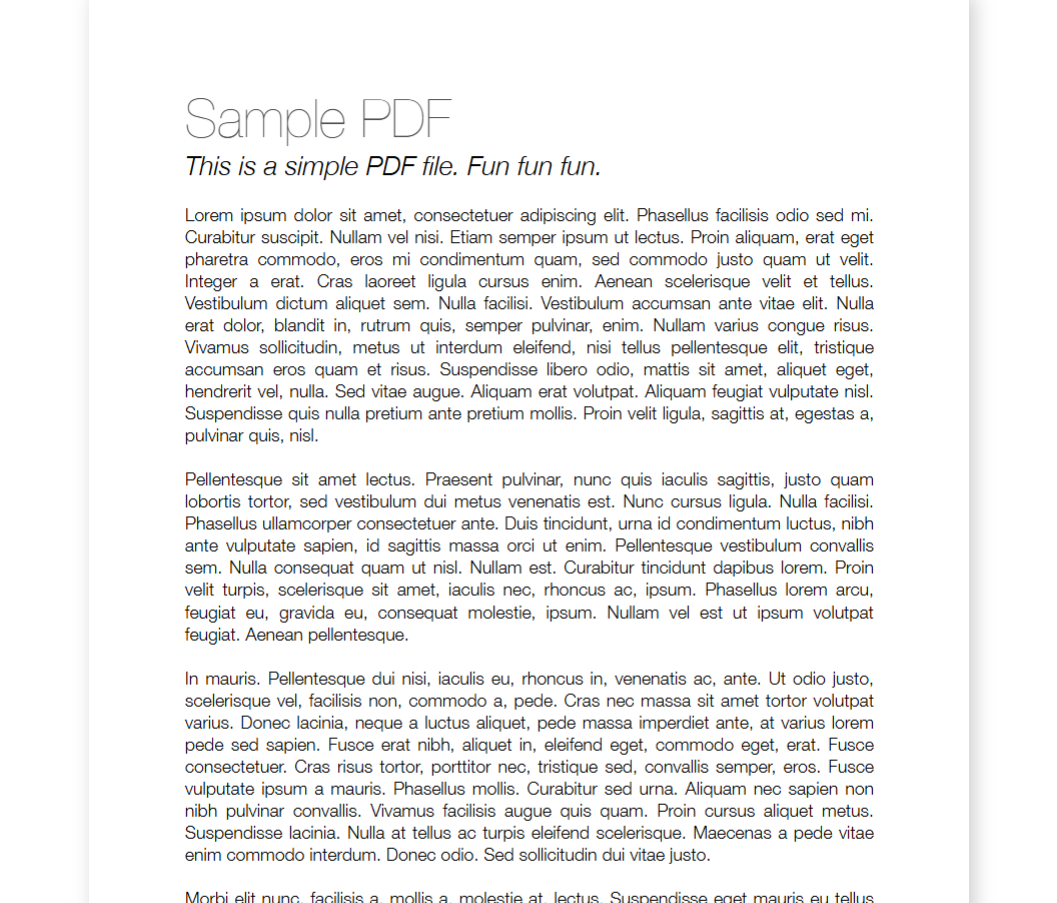 Sample PDF
This is a simple PDF file. Fun fun fun.
Lorem ipsum dolor sit amet, consectetuer adipiscing elit. Phasellus facilisis odio sed mi.
Curabitur suscipit. Nullam vel nisi. Etiam semper ipsum ut lectus. Proin aliquam, erat eget
pharetra commodo, eros mi condimentum quam, sed commodo justo quam ut velit.
Integer a erat. Cras laoreet ligula cursus enim. Aenean scelerisque velit et tellus.
Vestibulum dictum aliquet sem. Nulla facilisi. Vestibulum accumsan ante vitae elit. Nulla
erat dolor, blandit in, rutrum quis, semper pulvinar, enim. Nullam varius congue risus.
Vivamus sollicitudin, metus ut interdum eleifend, nisi tellus pellentesque elit, tristique
accumsan eros quam et risus. Suspendisse libero odio, mattis sit amet, aliquet eget,
hendrerit vel, nulla. Sed vitae augue. Aliquam erat volutpat. Aliquam feugiat vulputate nisl.
Suspendisse quis nulla pretium ante pretium mollis. Proin velit ligula, sagittis at, egestas a,
pulvinar quis, nisl.
Pellentesque sit amet lectus. Praesent pulvinar, nunc quis iaculis sagittis, justo quam
lobortis tortor, sed vestibulum dui metus venenatis est. Nunc cursus ligula. Nulla facilisi.
Phasellus ullamcorper consectetuer ante. Duis tincidunt, urna id condimentum luctus, nibh
ante vulputate sapien, id sagittis massa orci ut enim. Pellentesque vestibulum convallis
sem. Nulla consequat quam ut nisl. Nullam est. Curabitur tincidunt dapibus lorem. Proin
velit turpis, scelerisque sit amet, iaculis nec, rhoncus ac, ipsum. Phasellus lorem arcu,
feugiat eu, gravida eu, consequat molestie, ipsum. Nullam vel est ut ipsum volutpat
feugiat. Aenean pellentesque.
In mauris. Pellentesque dui nisi, iaculis eu, rhoncus in, venenatis ac, ante. Ut odio justo,
scelerisque vel, facilisis non, commodo a, pede. Cras nec massa sit amet tortor volutpat
varius. Donec lacinia, neque a luctus aliquet, pede massa imperdiet ante, at varius lorem
pede sed sapien. Fusce erat nibh, aliquet in, eleifend eget, commodo eget, erat. Fusce
consectetuer. Cras risus tortor, porttitor nec, tristique sed, convallis semper, eros. Fusce
vulputate ipsum a mauris. Phasellus mollis. Curabitur sed urna. Aliquam nec sapien non
nibh pulvinar convallis. Vivamus facilisis augue quis quam. Proin cursus aliquet metus.
Suspendisse lacinia. Nulla at tellus ac turpis eleifend scelerisque. Maecenas a pede vitae
enim commodo interdum. Donec odio. Sed sollicitudin dui vitae justo.
Morbi elit nunc, facilisis a, mollis a, molestie at, lectus. Suspendisse eget mauris eu tellus